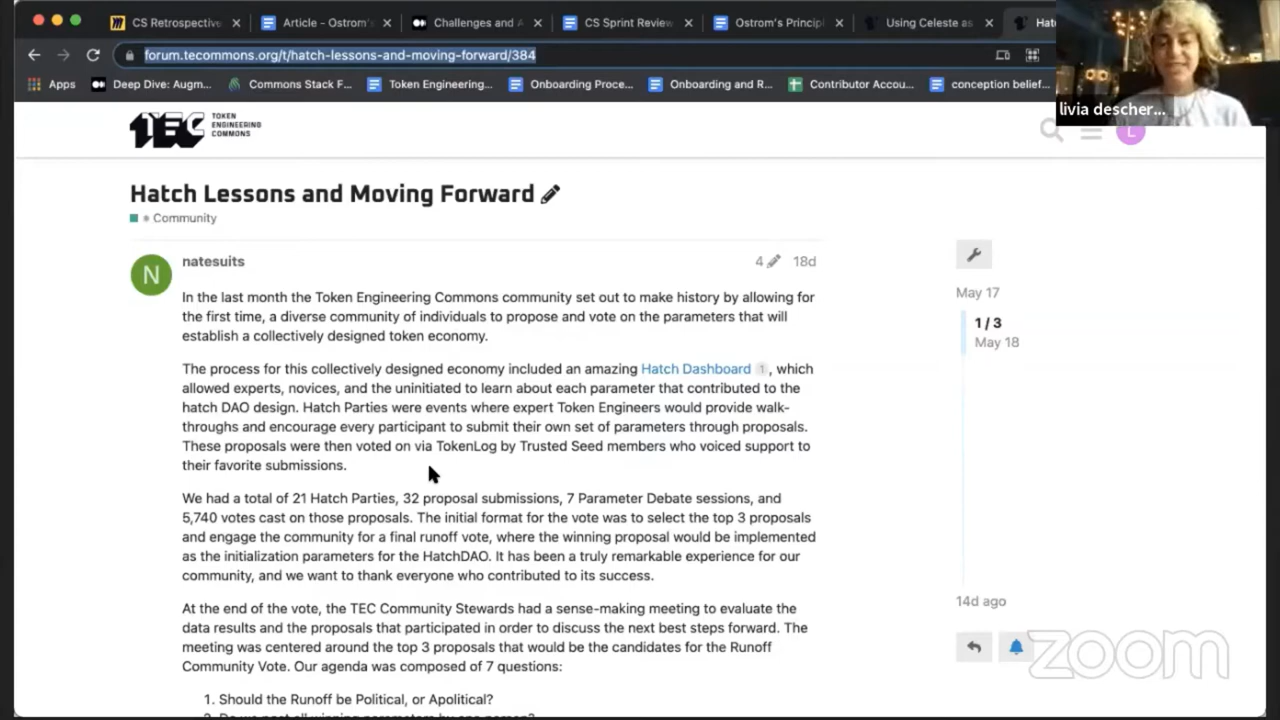 CS Retrospective
Article - Ostrom's
Challenges and A
CS Sprint Review
Ostrom's Principl
Using Celeste as
Hatc
forum.tecommons.org/t/hatch-lessons-and-moving-forward/384
Apps
Deep Dive: Augm...
Commons Stack F...
Token Engineering...
Onboarding Proce...
Onboarding and R...
Contributor Accou...
conception belief...
livia descher...
TEC
TOKEN
ENGINEERING
COMMONS
L
Hatch Lessons and Moving Forward
Community
N
natesuits
4
18d
In the last month the Token Engineering Commons community set out to make history by allowing for
the first time, a diverse community of individuals to propose and vote on the parameters that will
establish a collectively designed token economy.
The process for this collectively designed economy included an amazing Hatch Dashboard 1 , which
allowed experts, novices, and the uninitiated to learn about each parameter that contributed to the
hatch DAO design. Hatch Parties were events where expert Token Engineers would provide walk-
throughs and encourage every participant to submit their own set of parameters through proposals.
These proposals were then voted on via TokenLog by Trusted Seed members who voiced support to
their favorite submissions.
We had a total of 21 Hatch Parties, 32 proposal submissions, 7 Parameter Debate sessions, and
5,740 votes cast on those proposals. The initial format for the vote was to select the top 3 proposals
and engage the community for a final runoff vote, where the winning proposal would be implemented
as the initialization parameters for the HatchDAO. It has been a truly remarkable experience for our
community, and we want to thank everyone who contributed to its success.
At the end of the vote, the TEC Community Stewards had a sense-making meeting to evaluate the
data results and the proposals that participated in order to discuss the next best steps forward. The
meeting was centered around the top 3 proposals that would be the candidates for the Runoff
Community Vote. Our agenda was composed of 7 questions:
1. Should the Runoff be Political, or Apolitical?
May 17
1 / 3
May 18
14d ago
zoom